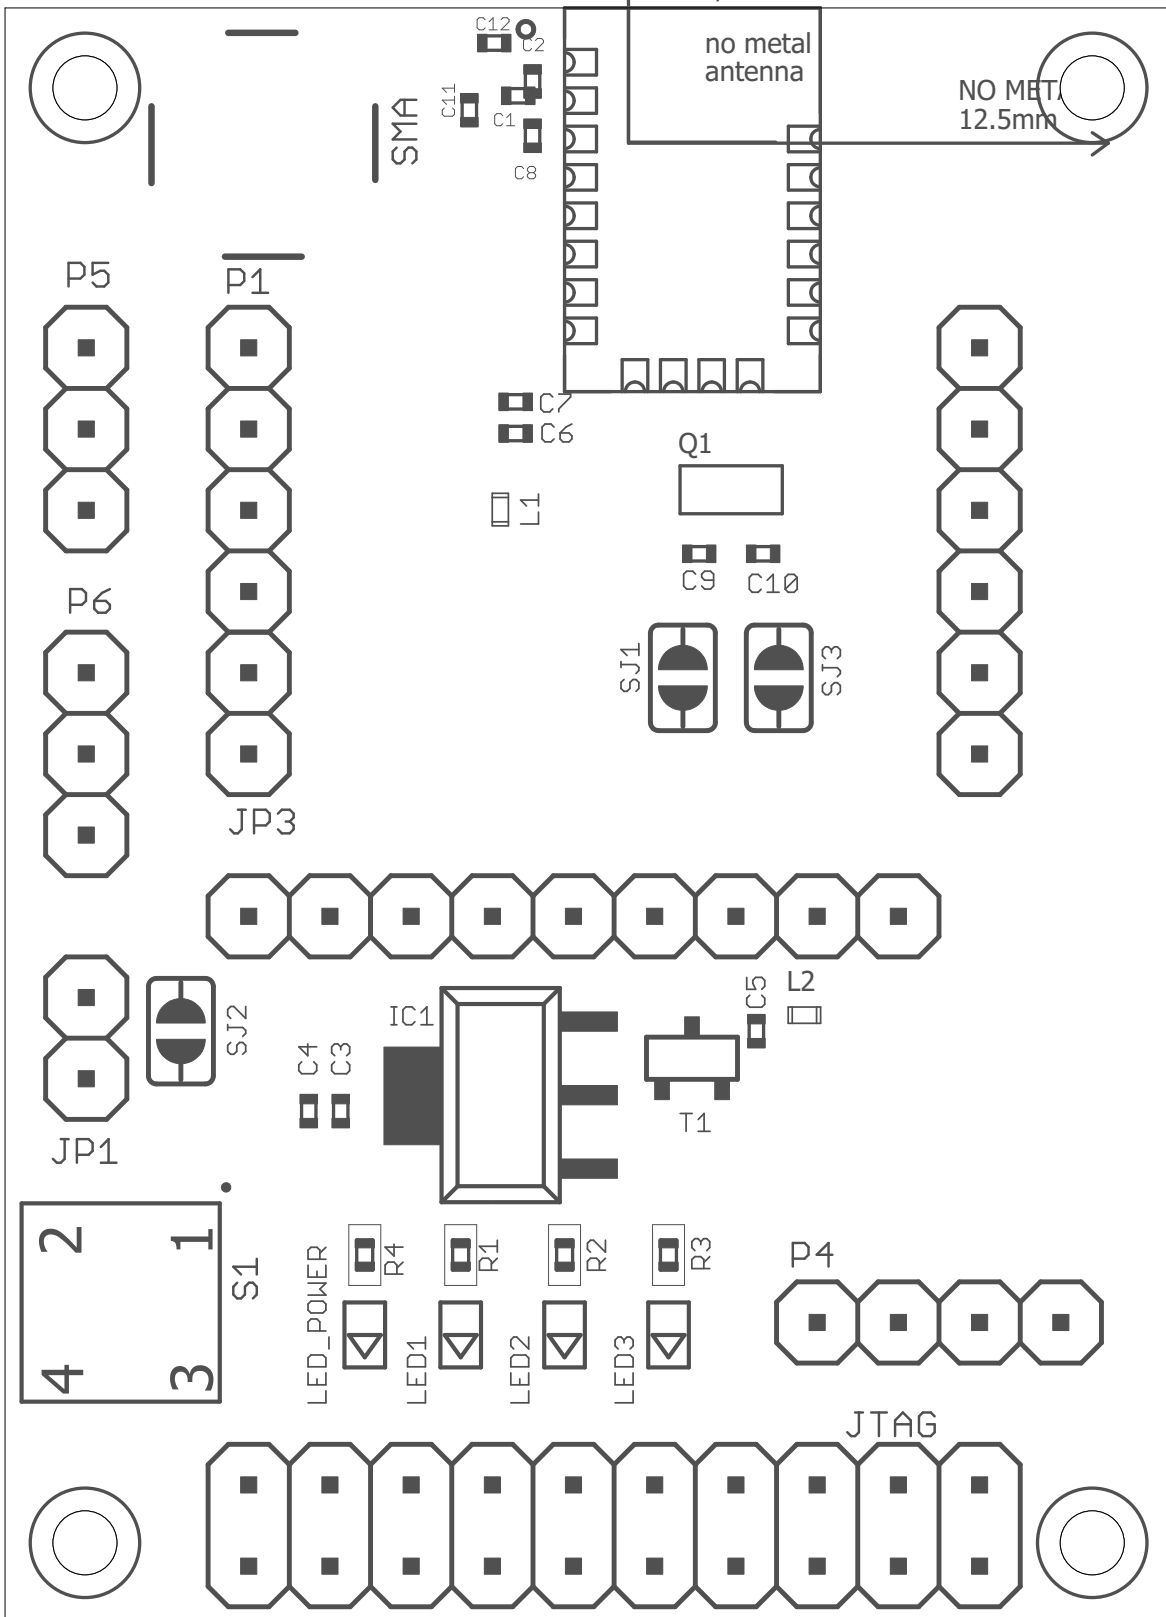 C12
C2
no metal
antenna
NO META
12.5mm
C11
C1
SMA
C8
P5
P1
C7
C6
Q1
L1
C9
C10
P6
SJ1
SJ3
JP3
C5
L2
IC1
SJ2
C4
C3
T1
JP1
2
1
S1
4
3
R4
R1
R2
R3
P4
LED_POWER
LED1
LED2
LED3
JTAG